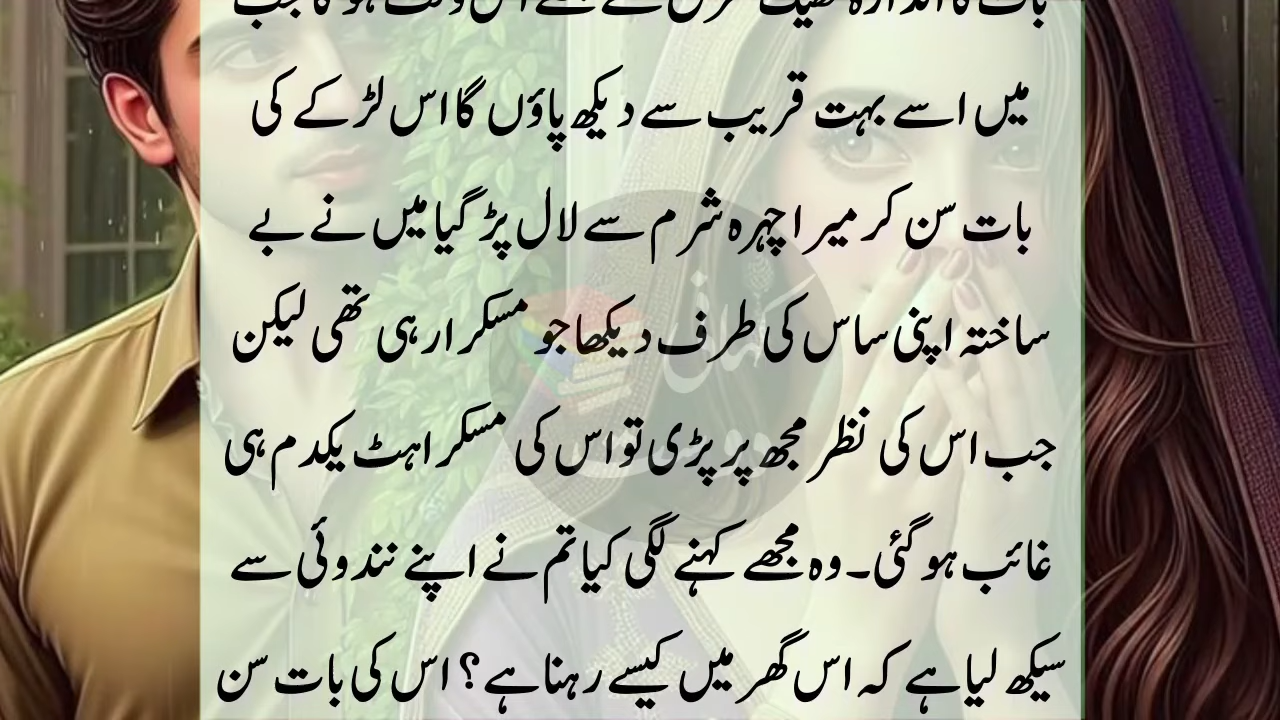 میں اسے بہت قریب سے دیکھ پاؤں گا اس لڑکے کی
بات سن کر میرا چہرہ شرم سے لال پڑ گیا میں نے بے
ساختہ اپنی ساس کی طرف دیکھا جو مسکرا رہی تھی لیکن
جب اس کی نظر مجھ پر پڑی تو اس کی مسکراہٹ یکدم ہی
غائب ہو گئی۔ وہ مجھے کہنے لگی کیا تم نے اپنے نندوئی سے
سیکھ لیا ہے کہ اس گھر میں کیسے رہنا ہے ؟ اس کی بات سن